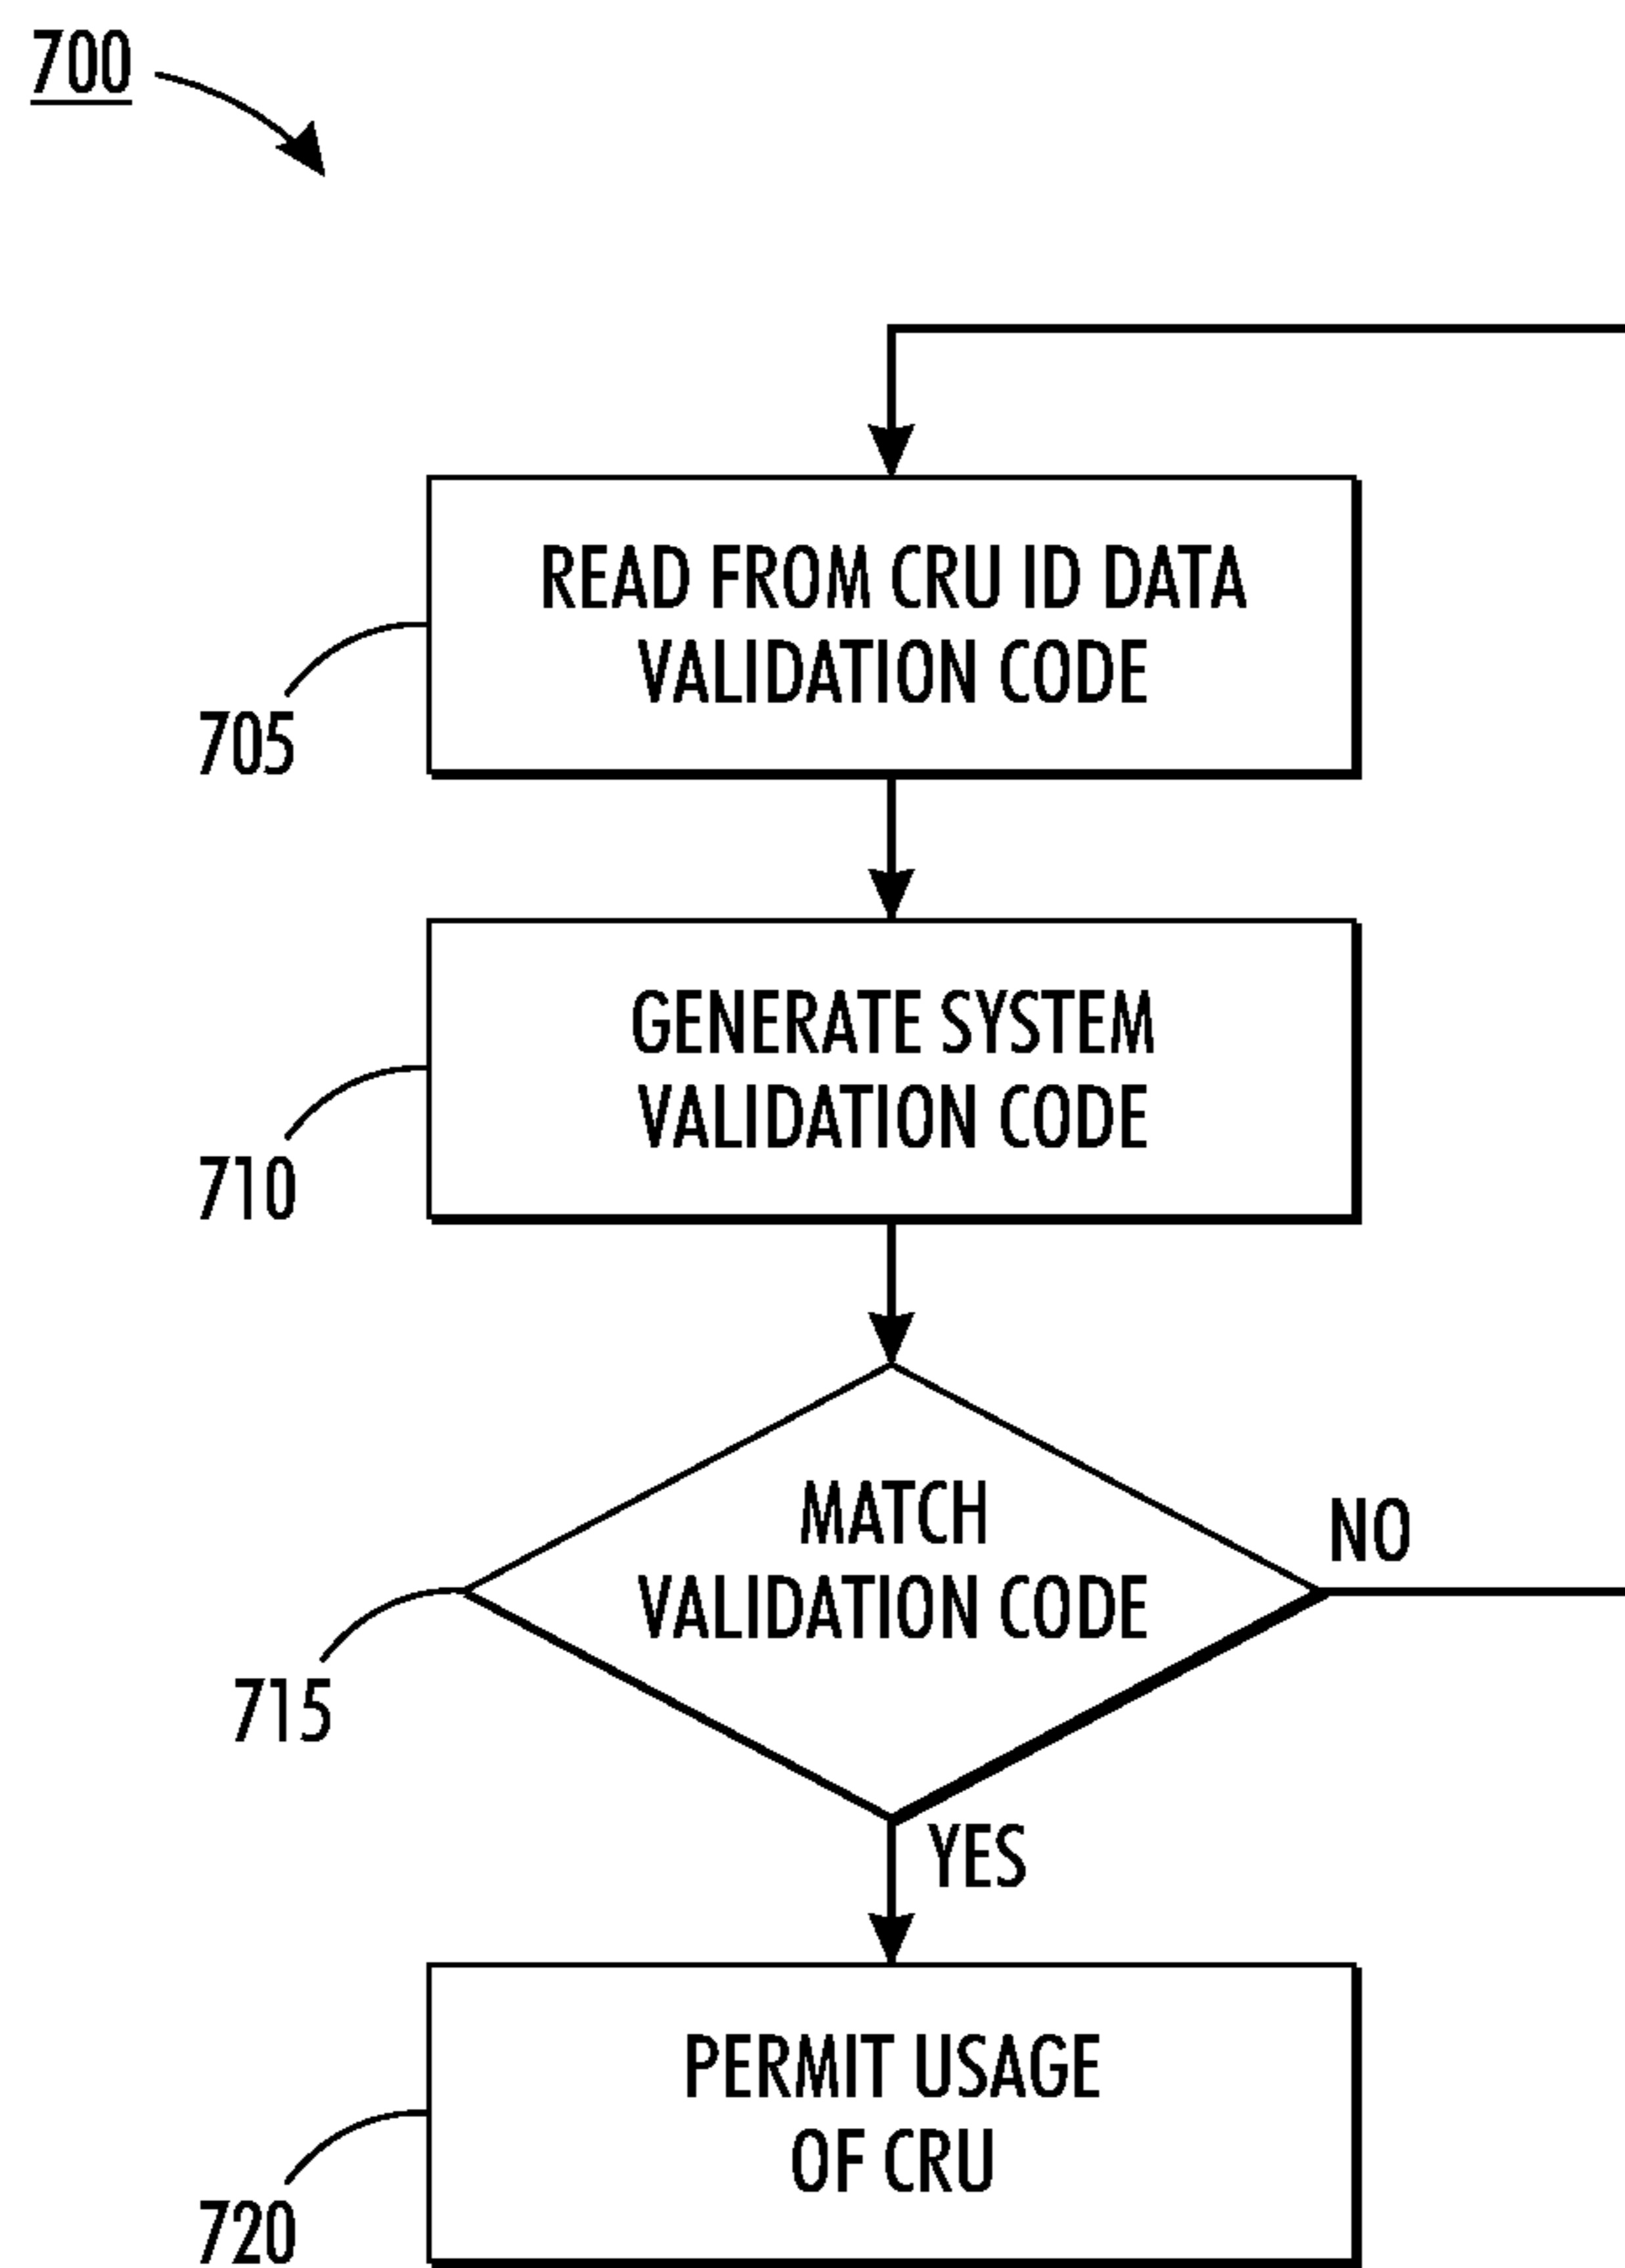 700
READ FROM CRU ID DATA
VALIDATION CODE
705
GENERATE SYSTEM
VALIDATION CODE
710
MATCH
VALIDATION CODE
NO
715
YES
PERMIT USAGE
OF CRU
720